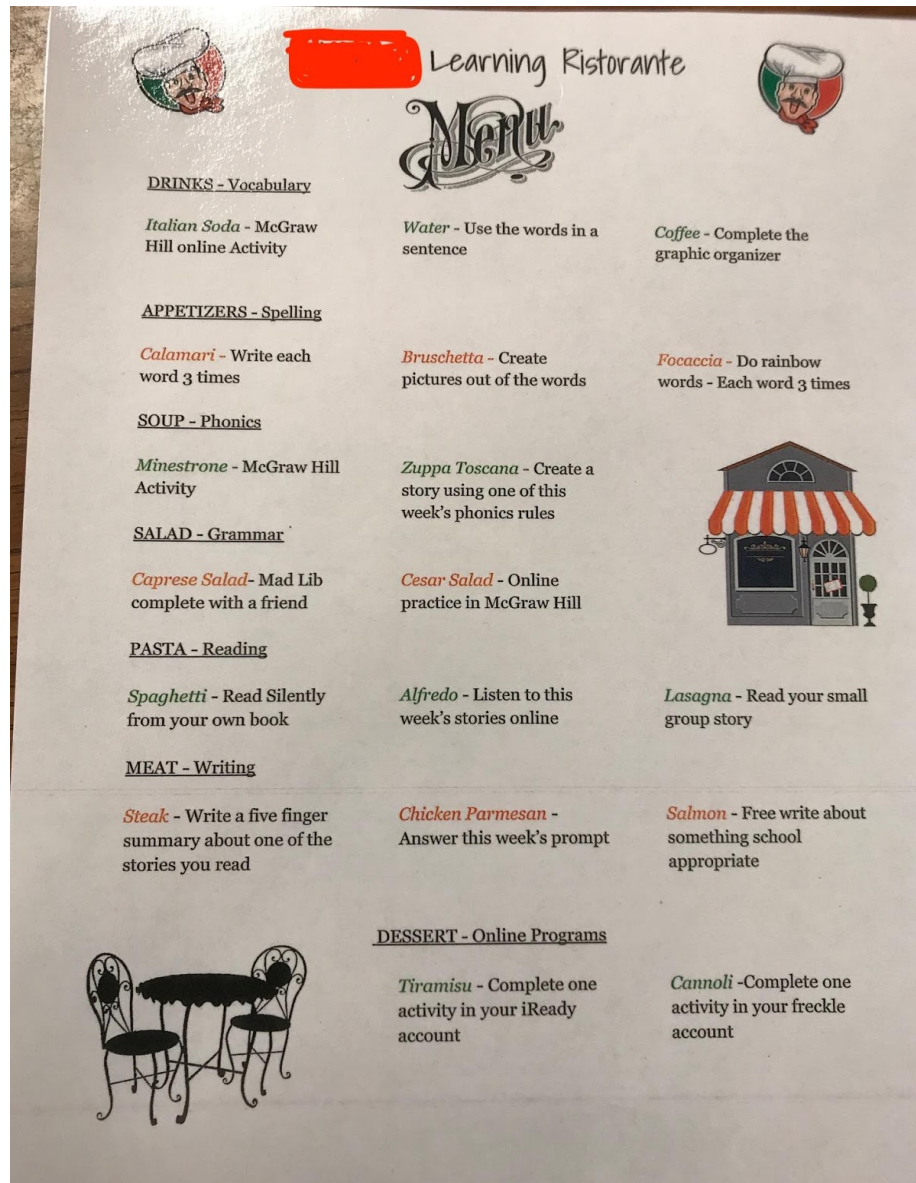 Learning Ristorante
Menu
DRINKS - Vocabulary
Italian Soda - McGraw
Hill online Activity
Water - Use the words in a
sentence
Coffee - Complete the
graphic organizer
APPETIZERS - Spelling
Calamari - Write each
word 3 times
Bruschetta - Create
pictures out of the words
Focaccia - Do rainbow
words - Each word 3 times
SOUP - Phonics
Minestrone - McGraw Hill
Activity
Zuppa Toscana - Create a
story using one of this
week's phonics rules
SALAD - Grammar
Caprese Salad- Mad Lib
complete with a friend
Cesar Salad - Online
practice in McGraw Hill
PASTA - Reading
Spaghetti - Read Silently
from your own book
Alfredo - Listen to this
week's stories online
Lasagna - Read your small
group story
MEAT - Writing
Steak - Write a five finger
summary about one of the
stories you read
Chicken Parmesan -
Answer this week's prompt
Salmon - Free write about
something school
appropriate
DESSERT - Online Programs
Tiramisu - Complete one
activity in your iReady
account
Cannoli -Complete one
activity in your freckle
account